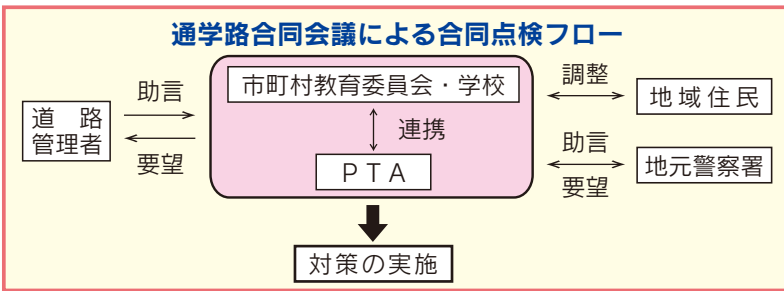 通学路合同会議による合同点検フロー
市町村教育委員会・学校
連携
PTA
道路
管理者
助言
要望
調整
地域住民
助言
要望
地元警察署
対策の実施